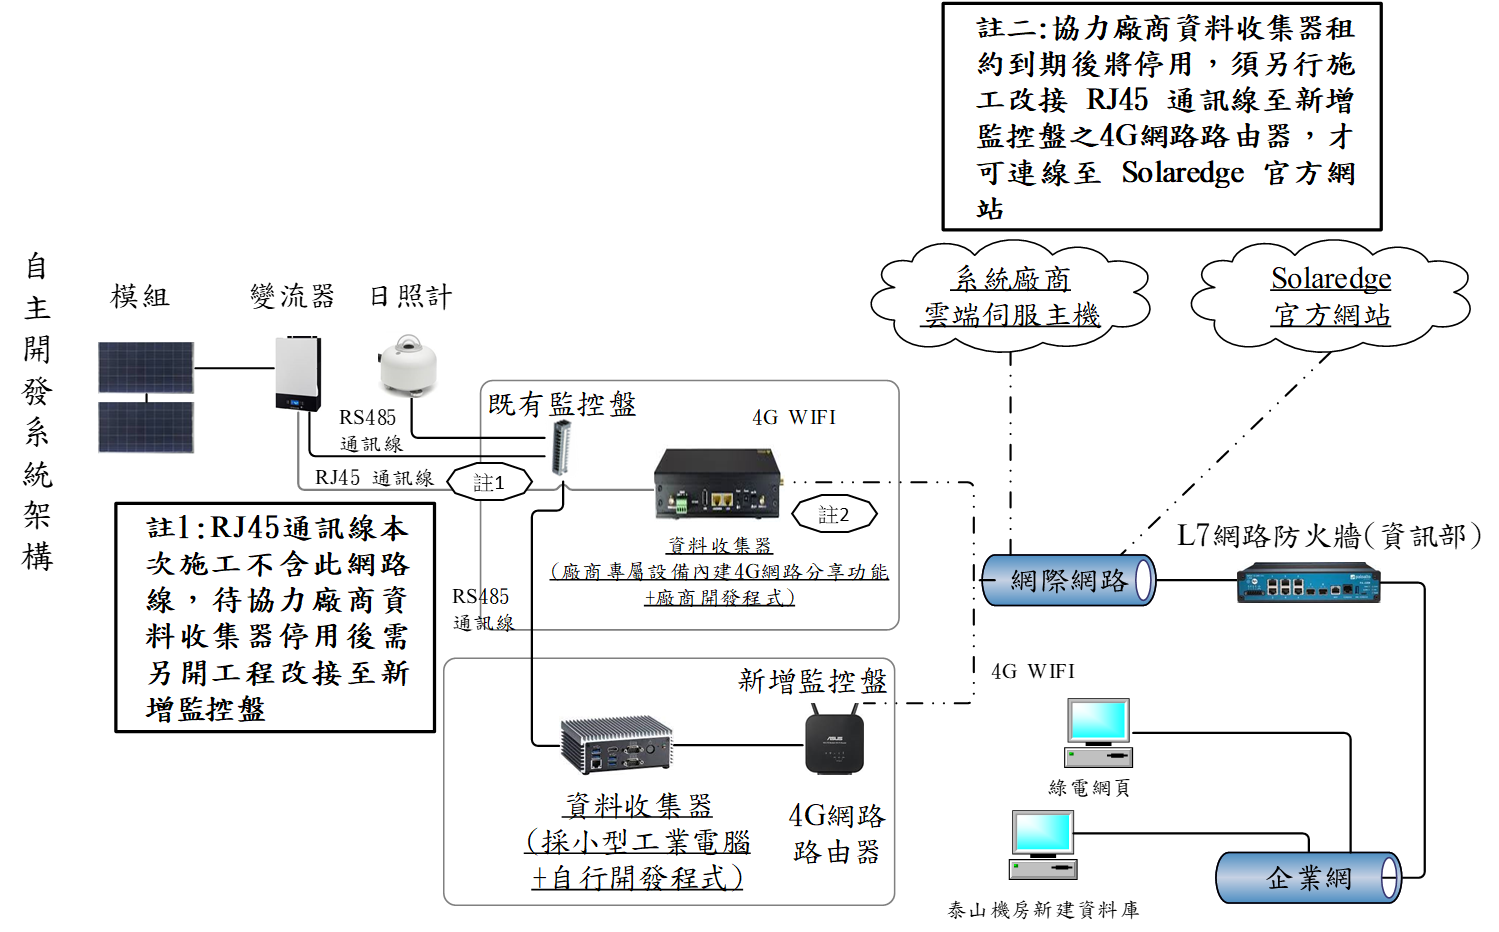 註二:協力廠商資料收集器租
約到期後將停用，須另行施
工改接 RJ45 通訊線至新增
監控盤之4G網路路由器，才
可連線至 Solaredge 官方網
站
自主開發系統架構
模組
變流器
日照計
系統廠商
雲端伺服主機
Solaredge
官方網站
RS485
通訊線
RJ45 通訊線
註1
既有監控盤
4G WIFI
註2
資料收集器
(廠商專屬設備內建4G網路分享功能
+廠商開發程式)
註1:RJ45通訊線本
次施工不含此網路
線，待協力廠商資
料收集器停用後需
另開工程改接至新
增監控盤
RS485
通訊線
網際網路
L7網路防火牆(資訊部)
新增監控盤
4G WIFI
ASUS
資料收集器
(採小型工業電腦
+自行開發程式)
4G網路
路由器
綠電網頁
泰山機房新建資料庫
企業網